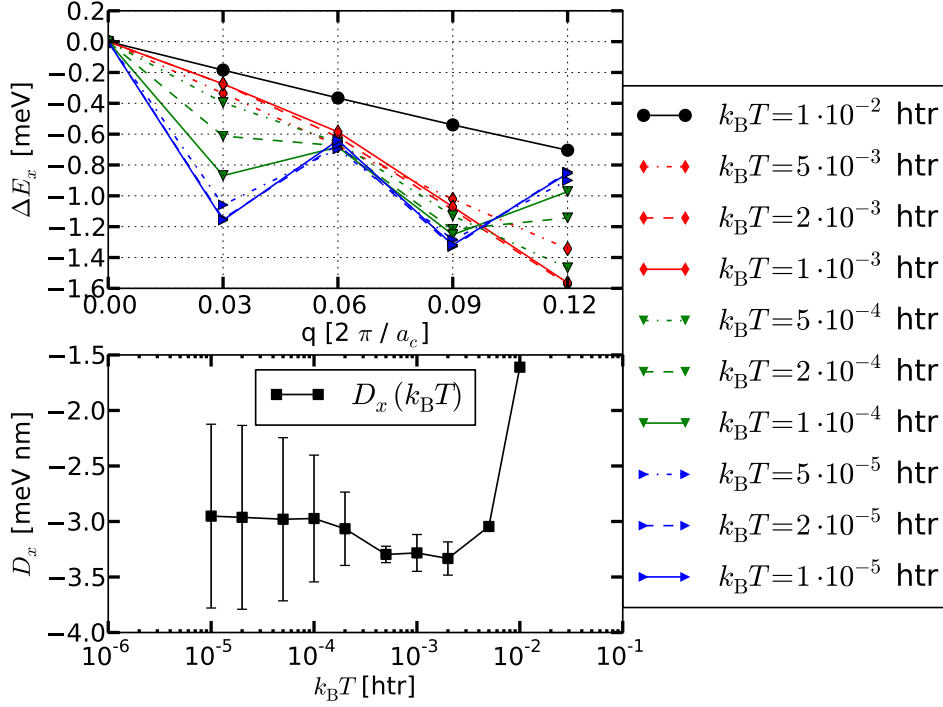 0.2
0.0
−0.2
−0.4
−0.6
−0.8
−1.0
−1.2
−1.4
−1.6
ΔE_x [meV]
0.00 0.03 0.06 0.09 0.12
q [2 π / a_c]
k_B T=1·10^−2 htr
k_B T=5·10^−3 htr
k_B T=2·10^−3 htr
k_B T=1·10^−3 htr
k_B T=5·10^−4 htr
k_B T=2·10^−4 htr
k_B T=1·10^−4 htr
k_B T=5·10^−5 htr
k_B T=2·10^−5 htr
k_B T=1·10^−5 htr
−1.5
−2.0
−2.5
−3.0
−3.5
−4.0
D_x [meV nm]
D_x (k_B T)
10^-6 10^-5 10^-4 10^-3 10^-2 10^-1
k_B T [htr]